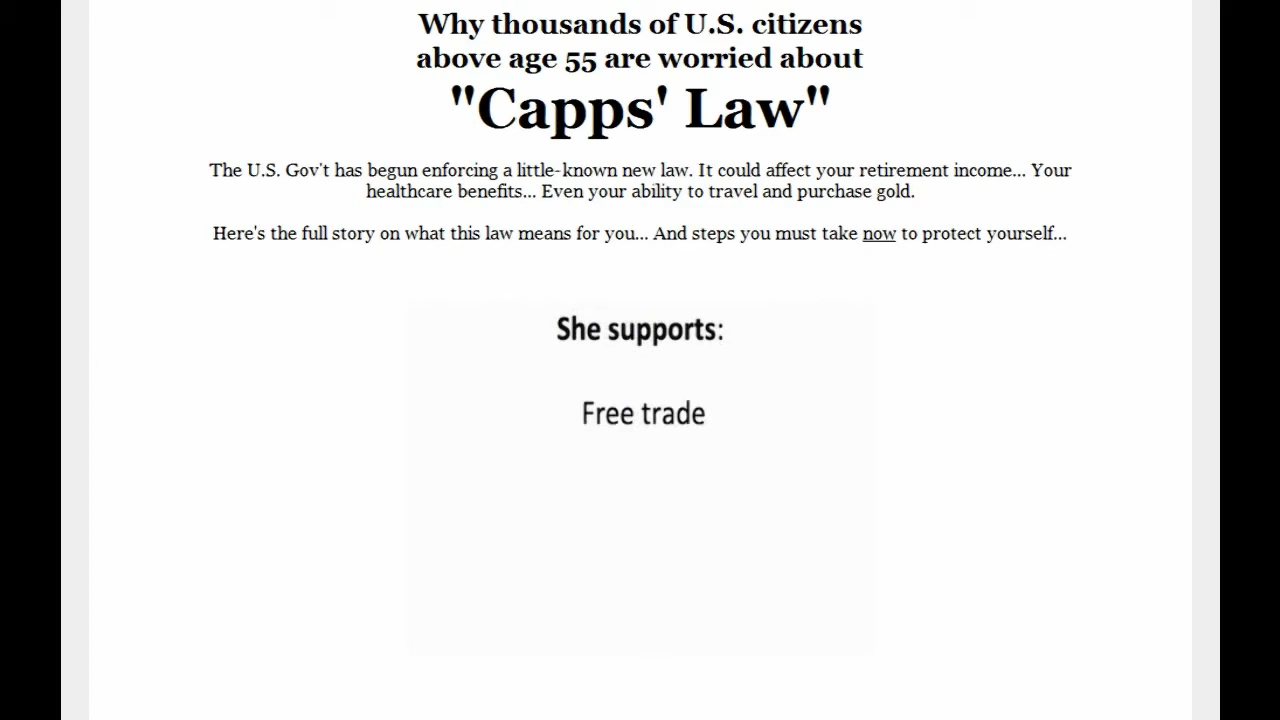 Why thousands of U.S. citizens
above age 55 are worried about
"Capps' Law"
The U.S. Gov't has begun enforcing a little-known new law. It could affect your retirement income... Your
healthcare benefits... Even your ability to travel and purchase gold.
Here's the full story on what this law means for you... And steps you must take now to protect yourself...
She supports:
Free trade